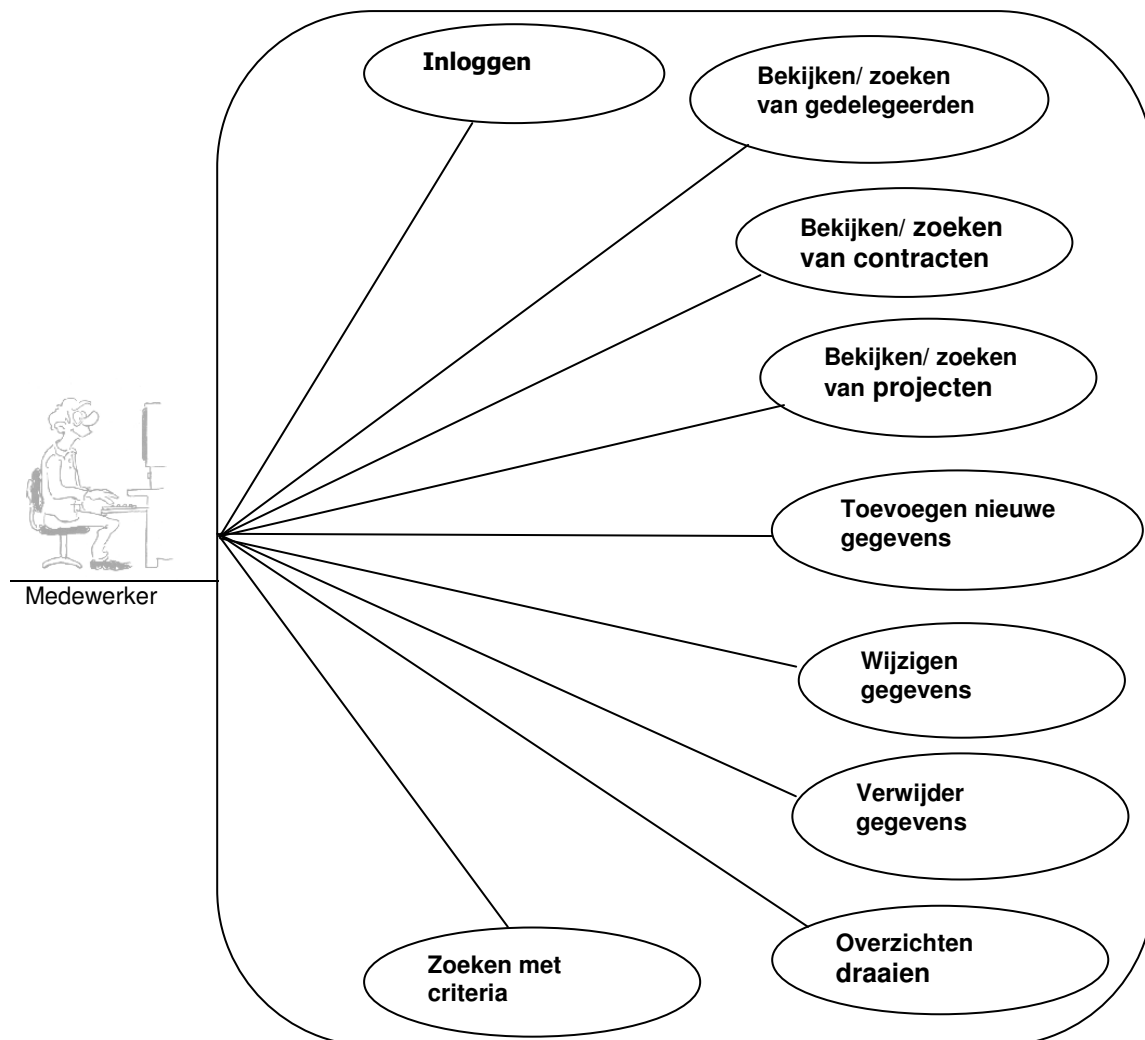 Inloggen
Bekijken/ zoeken
van gedelegeerden
Bekijken/ zoeken
van contracten
Bekijken/ zoeken
van projecten
Toevoegen nieuwe
gegevens
Medewerker
Wijzigen
gegevens
Verwijder
gegevens
Overzichten
draaien
Zoeken met
criteria